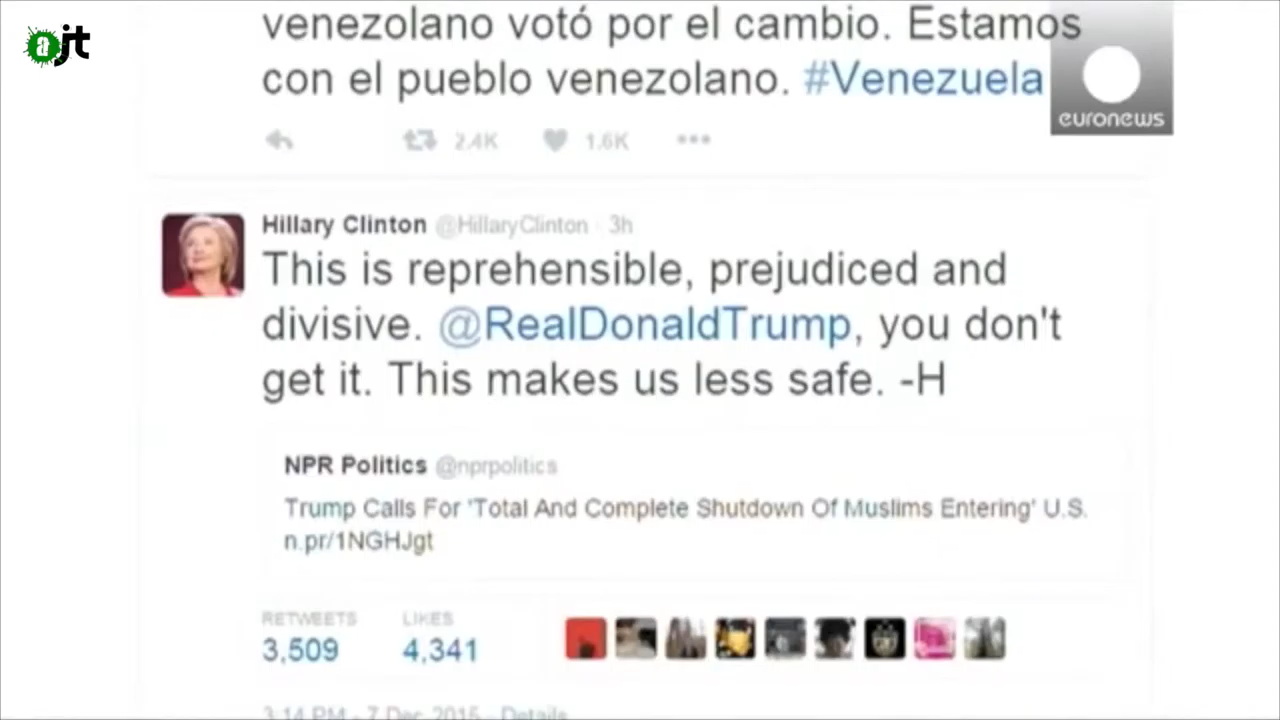 ajt
venezolano votó por el cambio. Estamos
con el pueblo venezolano. #Venezuela
euronews
2.4K 1.6K
Hillary Clinton @HillaryClinton · 3h
This is reprehensible, prejudiced and
divisive. @RealDonaldTrump, you don't
get it. This makes us less safe. -H
NPR Politics @nprpolitics
Trump Calls For 'Total And Complete Shutdown Of Muslims Entering' U.S.
n.pr/1NGHJgt
RETWEETS LIKES
3,509 4,341
3:14 PM - 7 Dec 2015 - Details